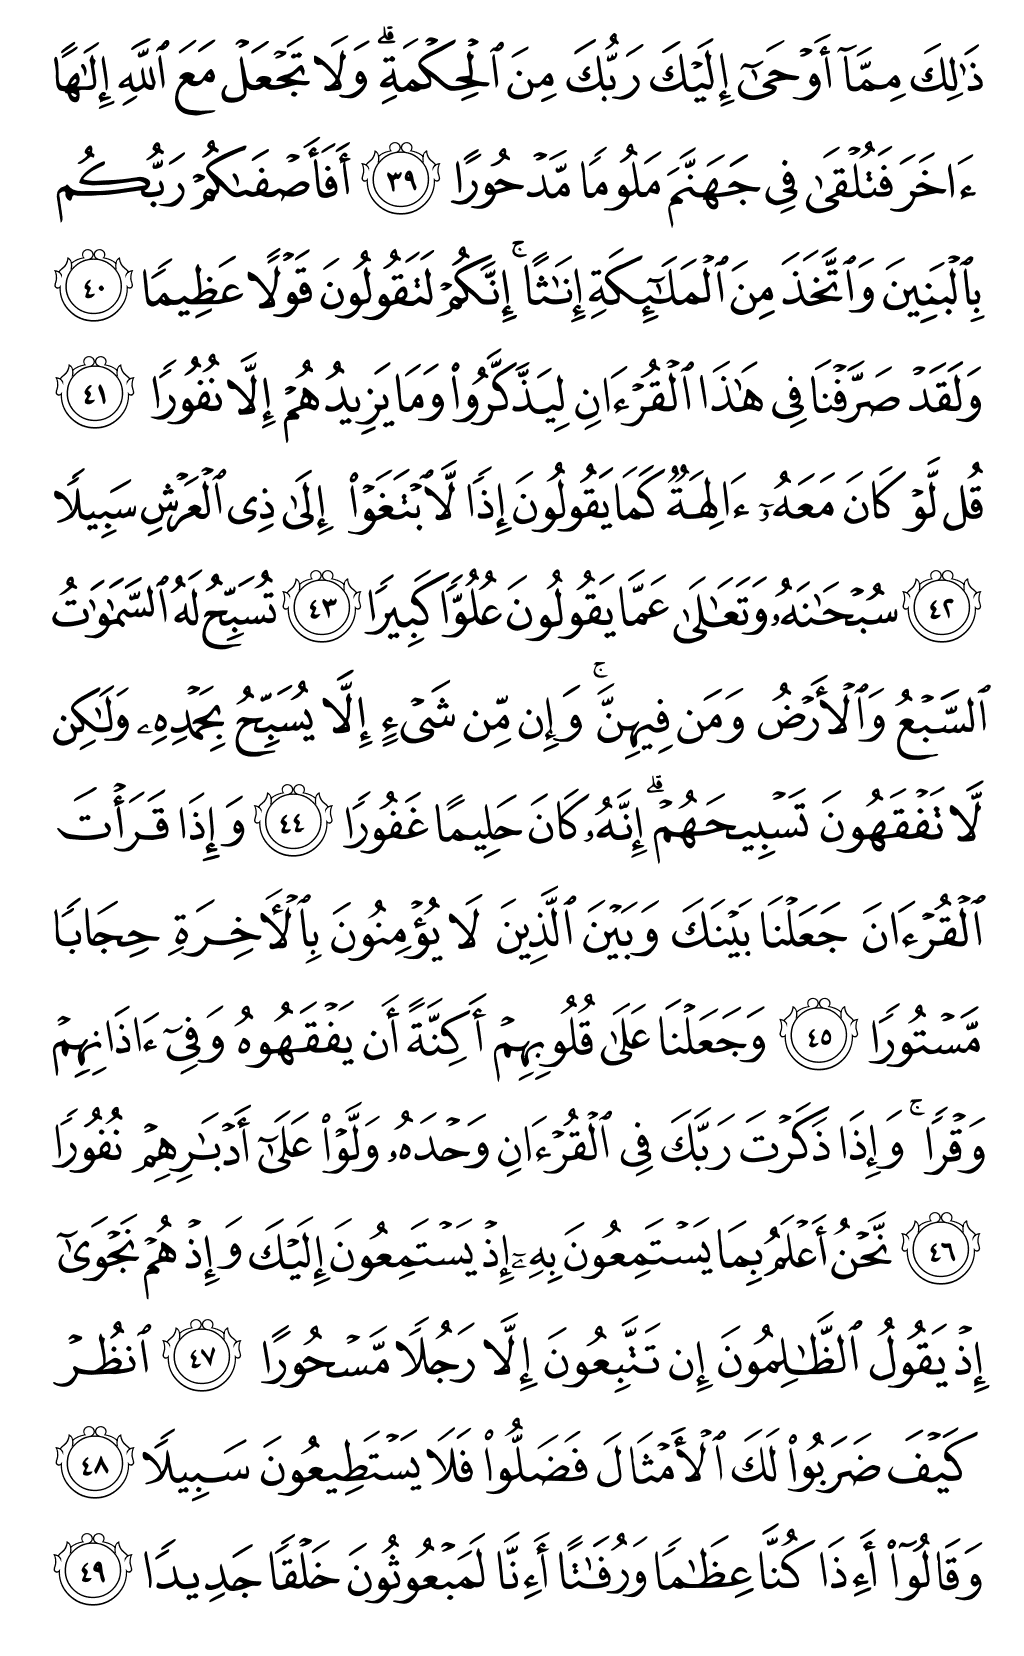 ذَٰلِكَ مِمَّآ أَوْحَىٰٓ إِلَيْكَ رَبُّكَ مِنَ ٱلْحِكْمَةِ ۗ وَلَا تَجْعَلْ مَعَ ٱللَّهِ إِلَٰهًا
ءَاخَرَ فَتُلْقَىٰ فِى جَهَنَّمَ مَلُومًا مَّدْحُورًا ٣٩ أَفَأَصْفَىٰكُمْ رَبُّكُم
بِٱلْبَنِينَ وَٱتَّخَذَ مِنَ ٱلْمَلَٰٓئِكَةِ إِنَٰثًا ۚ إِنَّكُمْ لَتَقُولُونَ قَوْلًا عَظِيمًا ٤٠
وَلَقَدْ صَرَّفْنَا فِى هَٰذَا ٱلْقُرْءَانِ لِيَذَّكَّرُوا۟ وَمَا يَزِيدُهُمْ إِلَّا نُفُورًا ٤١
قُل لَّوْ كَانَ مَعَهُۥٓ ءَالِهَةٌ كَمَا يَقُولُونَ إِذًا لَّٱبْتَغَوْا۟ إِلَىٰ ذِى ٱلْعَرْشِ سَبِيلًا
٤٢ سُبْحَٰنَهُۥ وَتَعَٰلَىٰ عَمَّا يَقُولُونَ عُلُوًّا كَبِيرًا ٤٣ تُسَبِّحُ لَهُ ٱلسَّمَٰوَٰتُ
ٱلسَّبْعُ وَٱلْأَرْضُ وَمَن فِيهِنَّ ۚ وَإِن مِّن شَىْءٍ إِلَّا يُسَبِّحُ بِحَمْدِهِۦ وَلَٰكِن
لَّا تَفْقَهُونَ تَسْبِيحَهُمْ ۗ إِنَّهُۥ كَانَ حَلِيمًا غَفُورًا ٤٤ وَإِذَا قَرَأْتَ
ٱلْقُرْءَانَ جَعَلْنَا بَيْنَكَ وَبَيْنَ ٱلَّذِينَ لَا يُؤْمِنُونَ بِٱلْأَخِرَةِ حِجَابًا
مَّسْتُورًا ٤٥ وَجَعَلْنَا عَلَىٰ قُلُوبِهِمْ أَكِنَّةً أَن يَفْقَهُوهُ وَفِىٓ ءَاذَانِهِمْ
وَقْرًا ۚ وَإِذَا ذَكَرْتَ رَبَّكَ فِى ٱلْقُرْءَانِ وَحْدَهُۥ وَلَّوْا۟ عَلَىٰٓ أَدْبَٰرِهِمْ نُفُورًا
٤٦ نَّحْنُ أَعْلَمُ بِمَا يَسْتَمِعُونَ بِهِۦٓ إِذْ يَسْتَمِعُونَ إِلَيْكَ وَإِذْ هُمْ نَجْوَىٰٓ
إِذْ يَقُولُ ٱلظَّٰلِمُونَ إِن تَتَّبِعُونَ إِلَّا رَجُلًا مَّسْحُورًا ٤٧ ٱنظُرْ
كَيْفَ ضَرَبُوا۟ لَكَ ٱلْأَمْثَالَ فَضَلُّوا۟ فَلَا يَسْتَطِيعُونَ سَبِيلًا ٤٨
وَقَالُوٓا۟ أَءِذَا كُنَّا عِظَٰمًا وَرُفَٰتًا أَءِنَّا لَمَبْعُوثُونَ خَلْقًا جَدِيدًا ٤٩